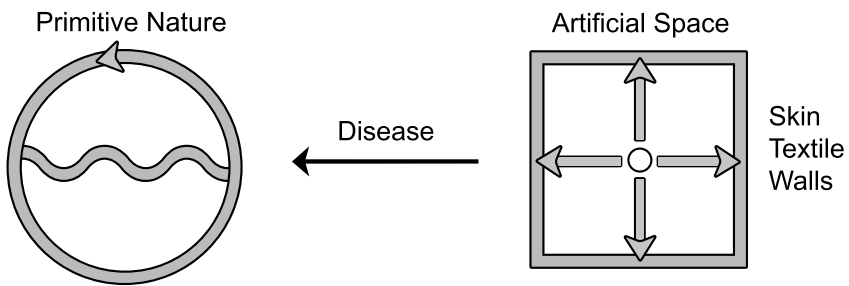 Primitive Nature
Artificial Space
Disease
Skin
Textile
Walls